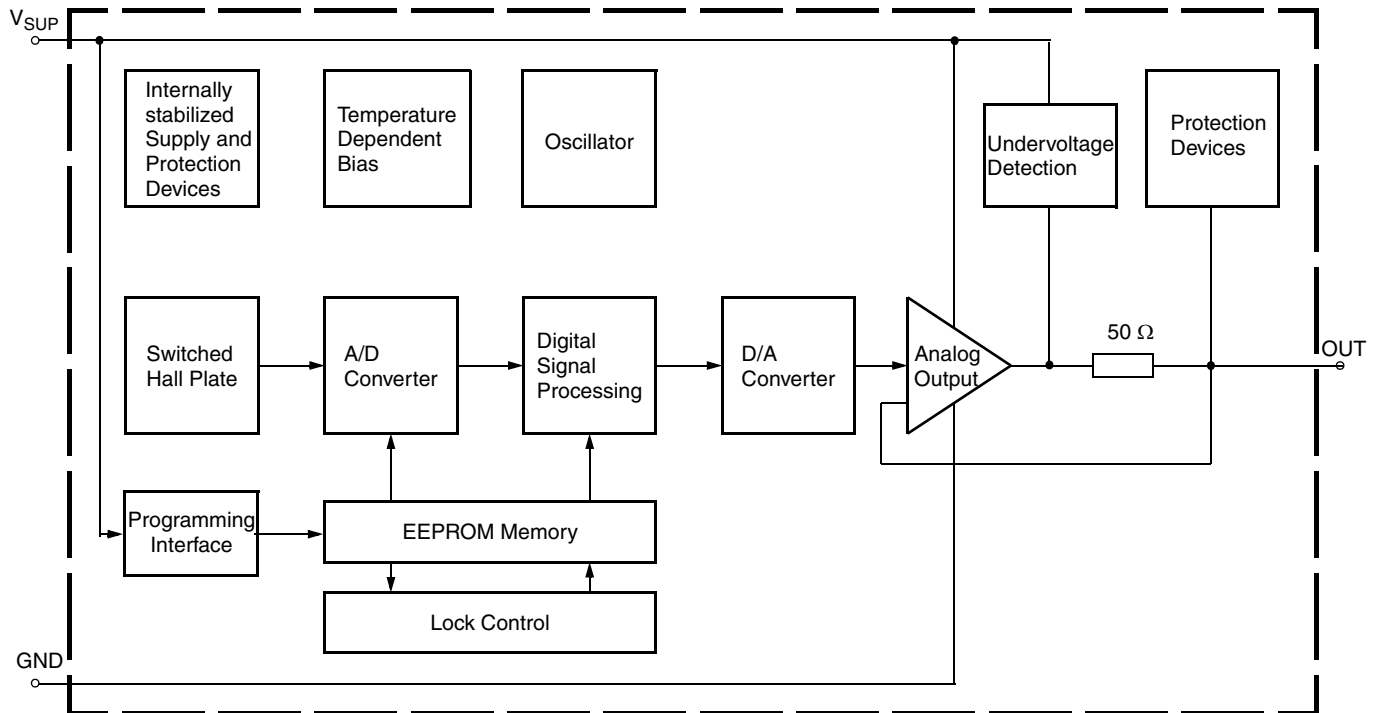 VSUP
Internally
stabilized
Supply and
Protection
Devices
Temperature
Dependent
Bias
Oscillator
Undervoltage
Detection
Protection
Devices
Switched
Hall Plate
A/D
Converter
Digital
Signal
Processing
D/A
Converter
Analog
Output
50 Ω
OUT
Programming
Interface
EEPROM Memory
Lock Control
GND